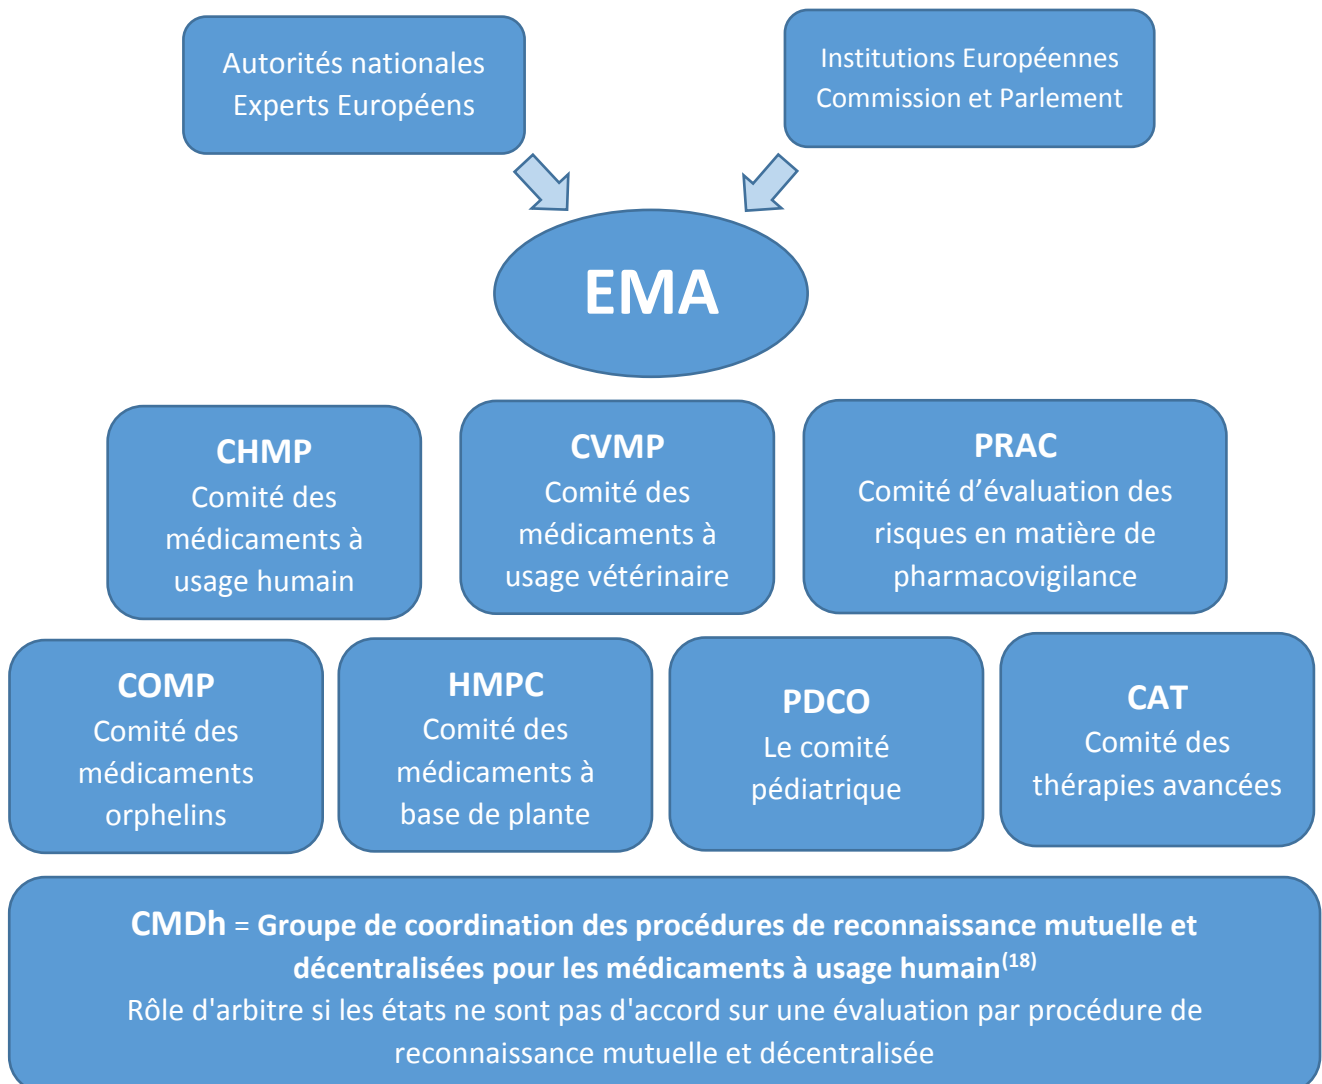 Autorités nationales
Experts Européens
Institutions Européennes
Commission et Parlement
EMA
CHMP
Comité des
médicaments à
usage humain
CVMP
Comité des
médicaments à
usage vétérinaire
PRAC
Comité d’évaluation des
risques en matière de
pharmacovigilance
COMP
Comité des
médicaments
orphelins
HMPC
Comité des
médicaments à
base de plante
PDCO
Le comité
pédiatrique
CAT
Comité des
thérapies avancées
CMDh = Groupe de coordination des procédures de reconnaissance mutuelle et
décentralisées pour les médicaments à usage humain(18)
Rôle d'arbitre si les états ne sont pas d'accord sur une évaluation par procédure de
reconnaissance mutuelle et décentralisée